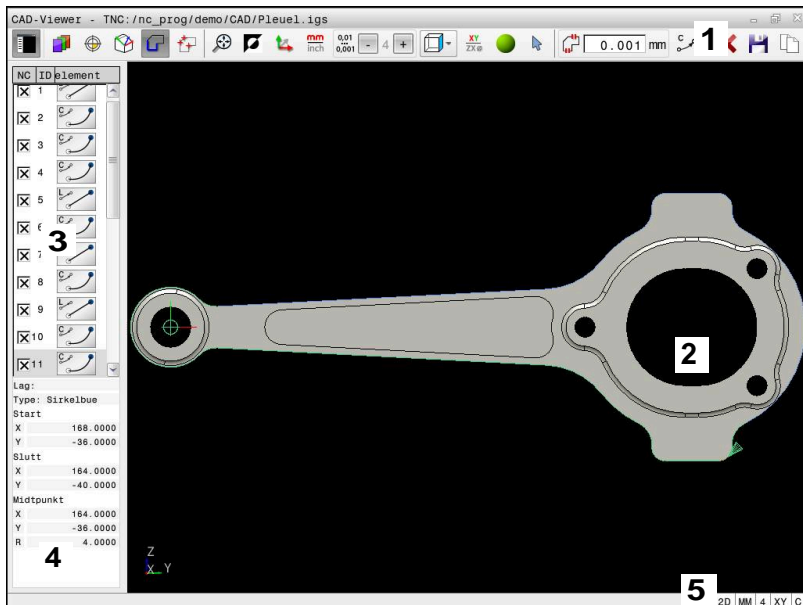 CAD-Viewer - TNC:/nc_prog/demo/CAD/Pleuel.igs
mm
inch
0,01
0,001
- 4 +
XY
ZXØ
0.001 mm
C
1
NC ID element
1
2 C
3 C
4 C
5 L
6 C
7
8 C
9 L
10 C
11 C
3
2
Lag:
Type: Sirkelbue
Start
X 168.0000
Y -36.0000
Slutt
X 164.0000
Y -40.0000
Midtpunkt
X 164.0000
Y -36.0000
R 4.0000
4
Z
X Y
5
2D MM 4 XY C